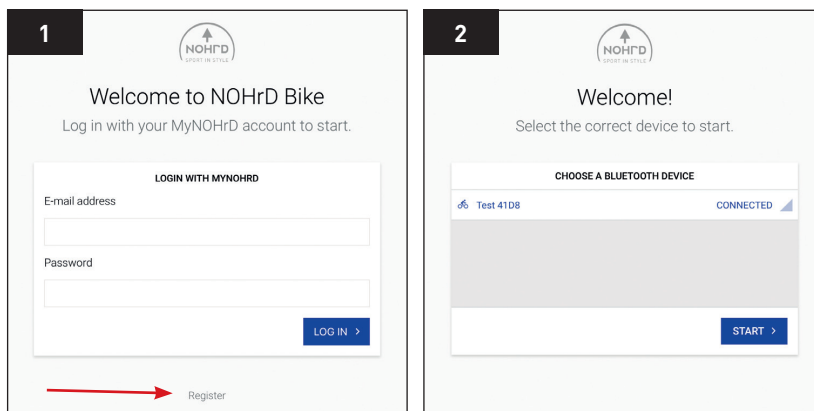 1
NOHrD
SPORT IN STYLE
Welcome to NOHrD Bike
Log in with your MyNOHrD account to start.
LOGIN WITH MYNOHRD
E-mail address
Password
LOG IN >
Register
2
NOHrD
SPORT IN STYLE
Welcome!
Select the correct device to start.
CHOOSE A BLUETOOTH DEVICE
Test 41D8 CONNECTED
START >